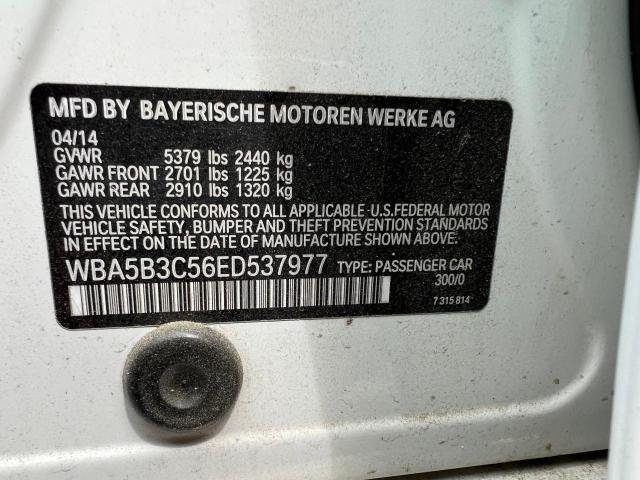 MFD BY BAYERISCHE MOTOREN WERKE AG
04/14
GVWR 5379 lbs 2440 kg
GAWR FRONT 2701 lbs 1225 kg
GAWR REAR 2910 lbs 1320 kg
THIS VEHICLE CONFORMS TO ALL APPLICABLE U.S.FEDERAL MOTOR
VEHICLE SAFETY, BUMPER AND THEFT PREVENTION STANDARDS
IN EFFECT ON THE DATE OF MANUFACTURE SHOWN ABOVE.
WBA5B3C56ED537977 TYPE: PASSENGER CAR
300/0
7 315 814